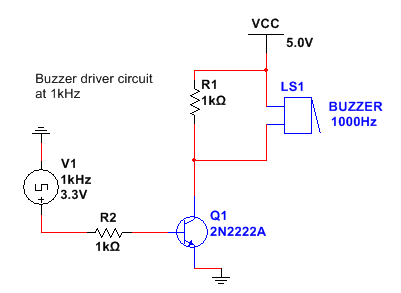 VCC
5.0V
Buzzer driver circuit
at 1kHz
R1
1kΩ
LS1
BUZZER
1000Hz
V1
1kHz
3.3V
R2
1kΩ
Q1
2N2222A